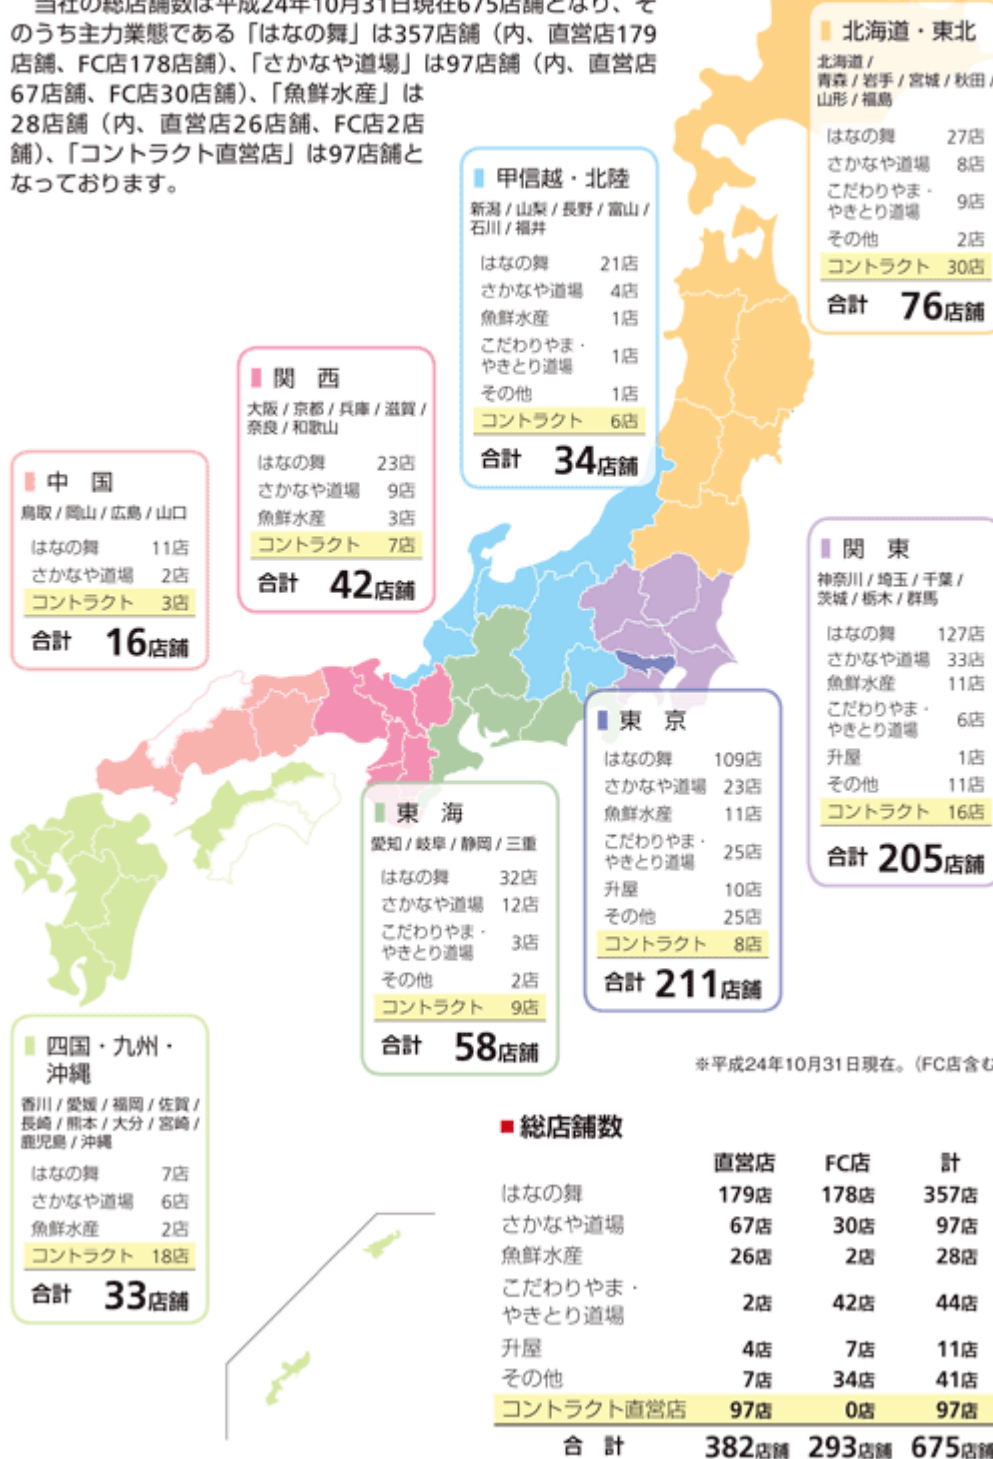 当社の総店舗数は平成24年10月31日現在675店舗となり、そ
のうち主力業態である「はなの舞」は357店舗（内、直営店179
店舗、FC店178店舗）、「さかなや道場」は97店舗（内、直営店
67店舗、FC店30店舗）、「魚鮮水産」は
28店舗（内、直営店26店舗、FC店2店
舗）、「コントラクト直営店」は97店舗と
なっております。
北海道・東北
北海道 /
青森 / 岩手 / 宮城 / 秋田 /
山形 / 福島
はなの舞 27店
さかなや道場 8店
こだわりやま・
やきとり道場 9店
その他 2店
コントラクト 30店
合計 76店舗
甲信越・北陸
新潟 / 山梨 / 長野 / 富山 /
石川 / 福井
はなの舞 21店
さかなや道場 4店
魚鮮水産 1店
こだわりやま・
やきとり道場 1店
その他 1店
コントラクト 6店
合計 34店舗
関 西
大阪 / 京都 / 兵庫 / 滋賀 /
奈良 / 和歌山
はなの舞 23店
さかなや道場 9店
魚鮮水産 3店
コントラクト 7店
合計 42店舗
中 国
鳥取 / 岡山 / 広島 / 山口
はなの舞 11店
さかなや道場 2店
コントラクト 3店
合計 16店舗
関 東
神奈川 / 埼玉 / 千葉 /
茨城 / 栃木 / 群馬
はなの舞 127店
さかなや道場 33店
魚鮮水産 11店
こだわりやま・
やきとり道場 6店
升屋 1店
その他 11店
コントラクト 16店
合計 205店舗
東 京
はなの舞 109店
さかなや道場 23店
魚鮮水産 11店
こだわりやま・
やきとり道場 25店
升屋 10店
その他 25店
コントラクト 8店
合計 211店舗
東 海
愛知 / 岐阜 / 静岡 / 三重
はなの舞 32店
さかなや道場 12店
こだわりやま・
やきとり道場 3店
その他 2店
コントラクト 9店
合計 58店舗
四国・九州・
沖縄
香川 / 愛媛 / 福岡 / 佐賀 /
長崎 / 熊本 / 大分 / 宮崎 /
鹿児島 / 沖縄
はなの舞 7店
さかなや道場 6店
魚鮮水産 2店
コントラクト 18店
合計 33店舗
※平成24年10月31日現在。（FC店含む
■総店舗数
直営店 FC店 計
はなの舞 179店 178店 357店
さかなや道場 67店 30店 97店
魚鮮水産 26店 2店 28店
こだわりやま・
やきとり道場 2店 42店 44店
升屋 4店 7店 11店
その他 7店 34店 41店
コントラクト直営店 97店 0店 97店
合 計 382店舗 293店舗 675店舗